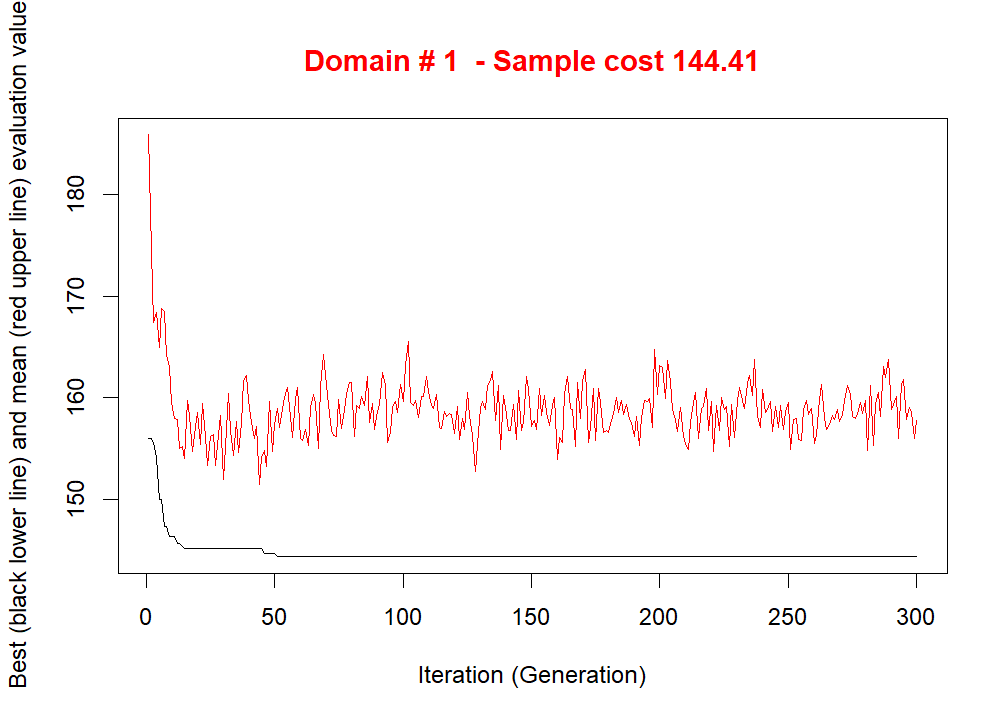 Domain # 1  - Sample cost 144.41
Best (black lower line) and mean (red upper line) evaluation value
180
170
160
150
0 50 100 150 200 250 300
Iteration (Generation)